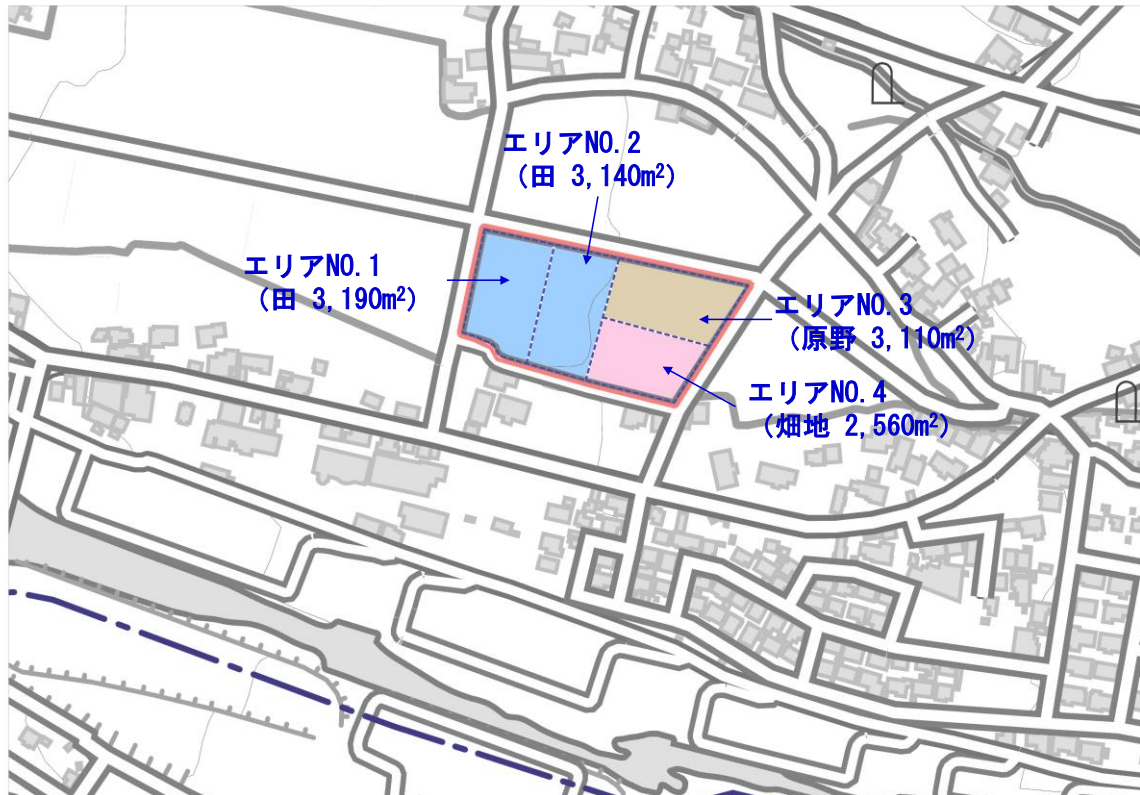 エリアNO.2
（田 3,140m²）
エリアNO.1
（田 3,190m²）
エリアNO.3
（原野 3,110m²）
エリアNO.4
（畑地 2,560m²）